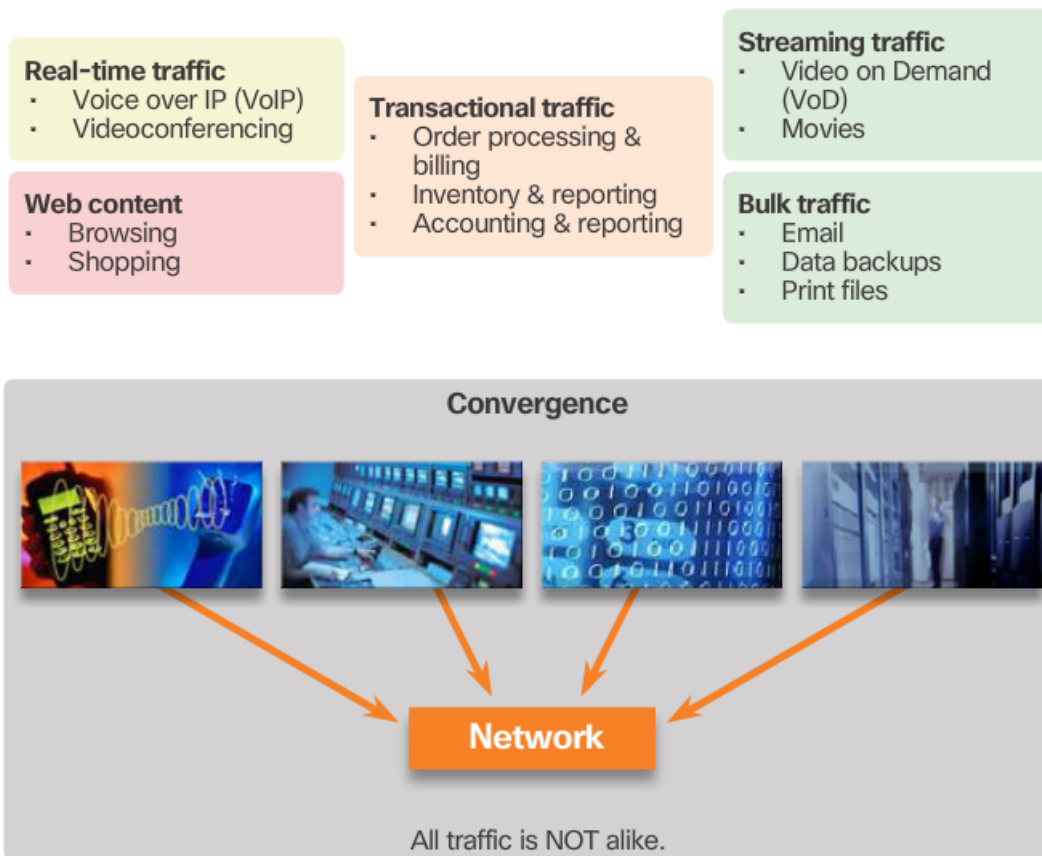 Real-time traffic
▪ Voice over IP (VoIP)
▪ Videoconferencing
Web content
▪ Browsing
▪ Shopping
Transactional traffic
▪ Order processing &
billing
▪ Inventory & reporting
▪ Accounting & reporting
Streaming traffic
▪ Video on Demand
(VoD)
▪ Movies
Bulk traffic
▪ Email
▪ Data backups
▪ Print files
Convergence
Network
All traffic is NOT alike.